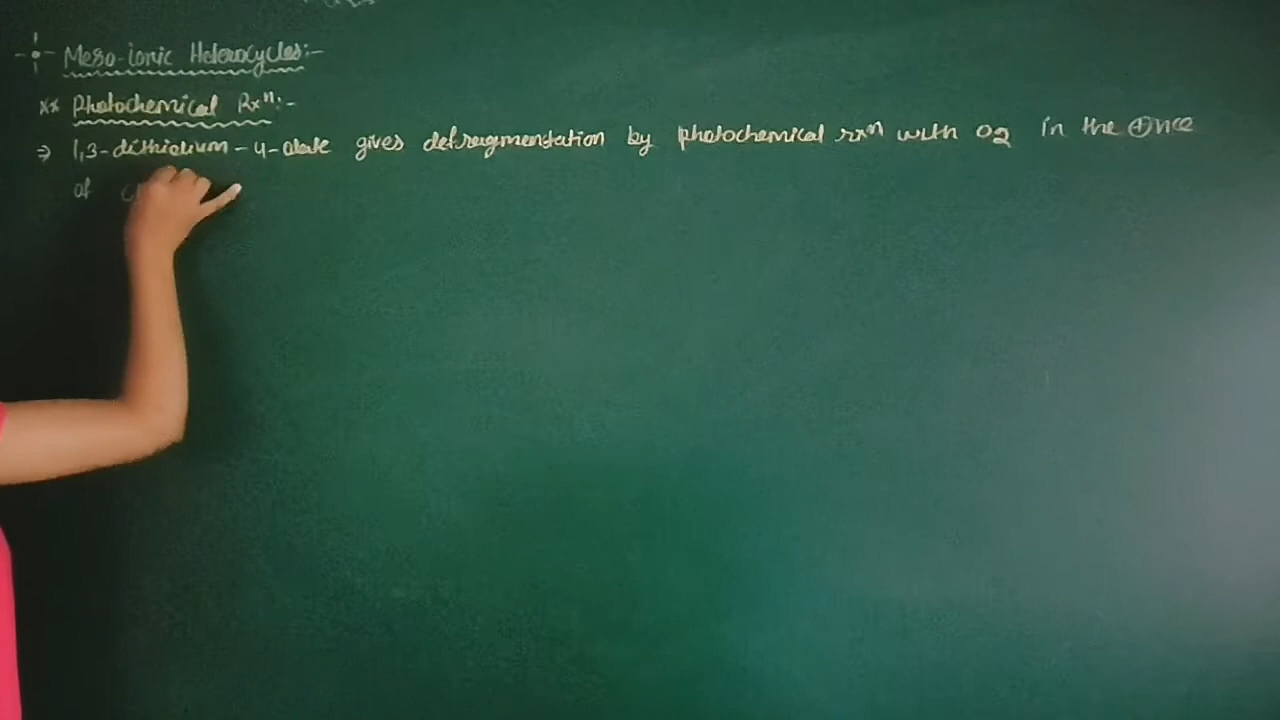 Meso-ionic Heterocycles:-
** Photochemical Rxⁿ:-
⇒ 1,3-dithiolium-4-olate gives defragmentation by photochemical rxⁿ with O2 in the ⊕nce
of